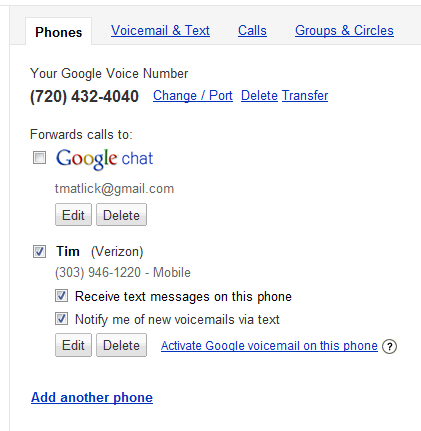 Phones Voicemail & Text Calls Groups & Circles
Your Google Voice Number
(720) 432-4040 Change / Port Delete Transfer
Forwards calls to:
Google chat
tmatlick@gmail.com
Edit Delete
Tim (Verizon)
(303) 946-1220 - Mobile
Receive text messages on this phone
Notify me of new voicemails via text
Edit Delete Activate Google voicemail on this phone ?
Add another phone